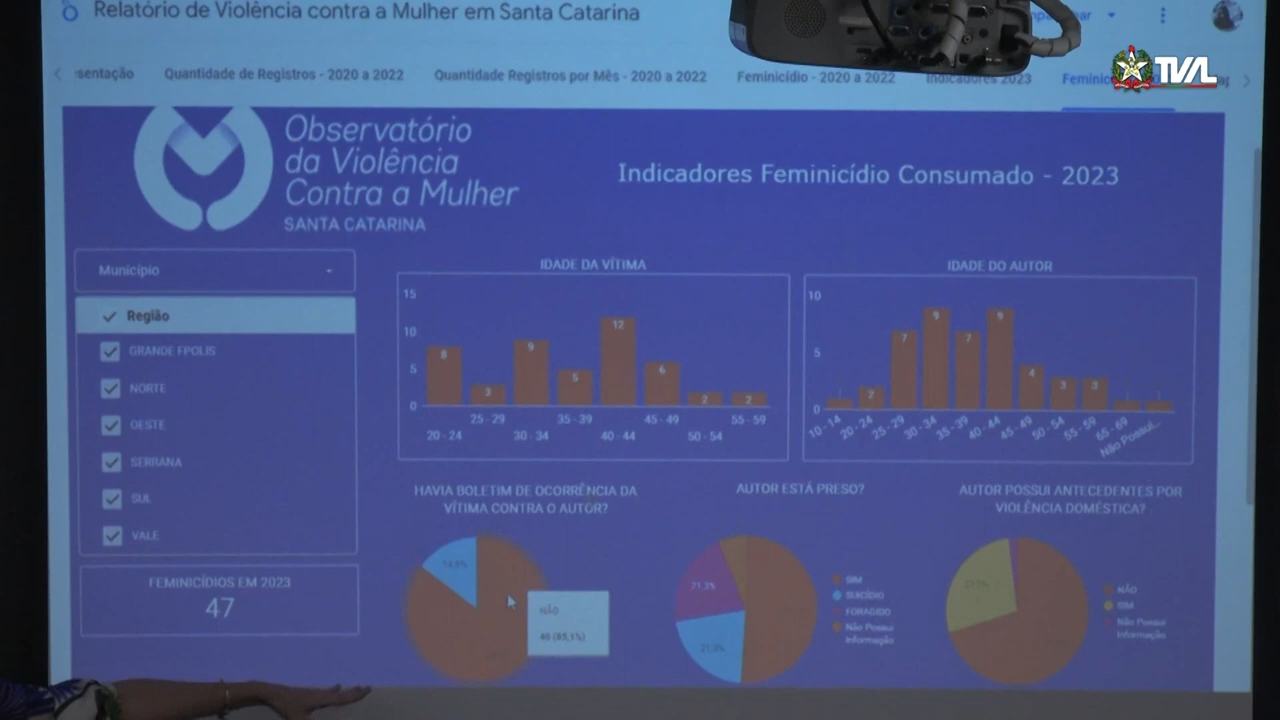 Relatório de Violência contra a Mulher em Santa Catarina
sentação
Quantidade de Registros - 2020 a 2022
Quantidade Registros por Mês - 2020 a 2022
Feminicídio - 2020 a 2022
Indicadores 2023
TVAL
Observatório
da Violência
Contra a Mulher
SANTA CATARINA
Indicadores Feminicídio Consumado - 2023
Município
Região
GRANDE FPOLIS
NORTE
OESTE
SERRANA
SUL
VALE
FEMINICÍDIOS EM 2023
47
IDADE DA VÍTIMA
15
10
5
0
8
3
9
5
12
6
2
2
25 - 29
35 - 39
45 - 49
55 - 59
20 - 24
30 - 34
40 - 44
50 - 54
IDADE DO AUTOR
10
5
0
2
7
9
7
9
4
3
3
10 - 14
20 - 24
25 - 29
30 - 34
35 - 39
40 - 44
45 - 49
50 - 54
55 - 59
65 - 69
Não Possui...
HAVIA BOLETIM DE OCORRÊNCIA DA
VÍTIMA CONTRA O AUTOR?
NÃO
40 (85,1%)
AUTOR ESTÁ PRESO?
21,3%
21,3%
SIM
SUICÍDIO
FORAGIDO
Não Possui
Informação
AUTOR POSSUI ANTECEDENTES POR
VIOLÊNCIA DOMÉSTICA?
NÃO
SIM
Não Possui
Informação